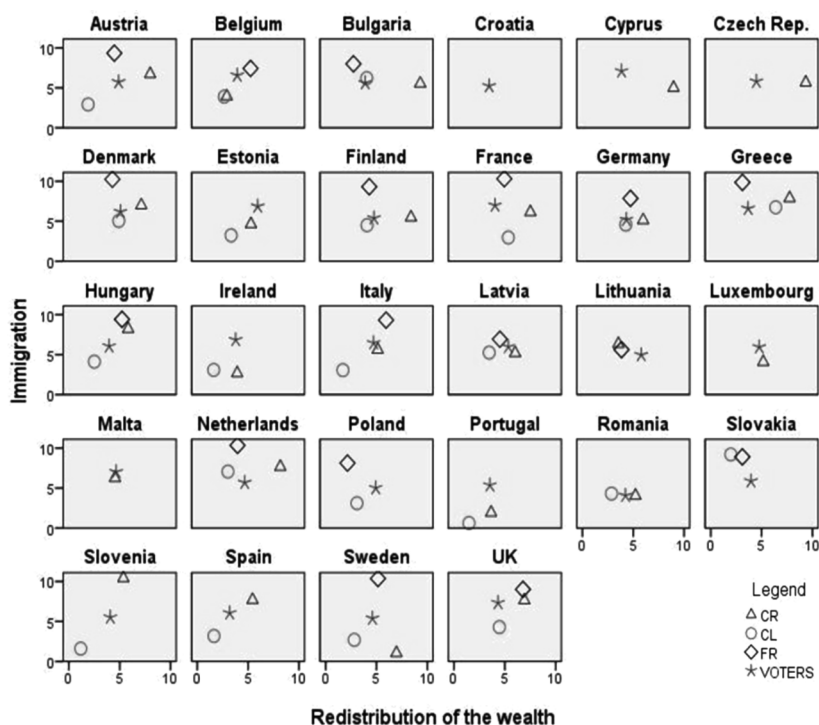 Austria Belgium Bulgaria Croatia Cyprus Czech Rep.
10
5
0
Denmark Estonia Finland France Germany Greece
10
5
0
Hungary Ireland Italy Latvia Lithuania Luxembourg
10
5
0
Malta Netherlands Poland Portugal Romania Slovakia
10
5
0
0 5 10 0 5 10
Slovenia Spain Sweden UK
10
5
0
0 5 10 0 5 10 0 5 10 0 5 10
Immigration
Redistribution of the wealth
Legend
CR
CL
FR
VOTERS